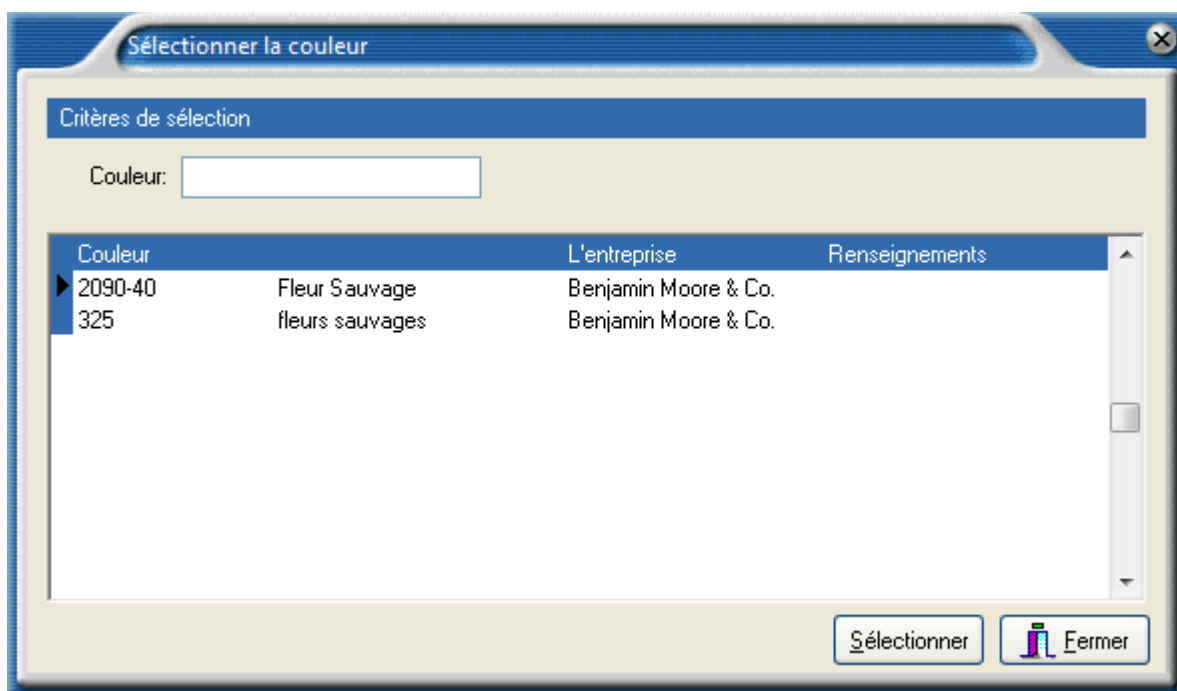 Sélectionner la couleur
Critères de sélection
Couleur:
Couleur L'entreprise Renseignements
2090-40 Fleur Sauvage Benjamin Moore & Co.
325 fleurs sauvages Benjamin Moore & Co.
Sélectionner Fermer